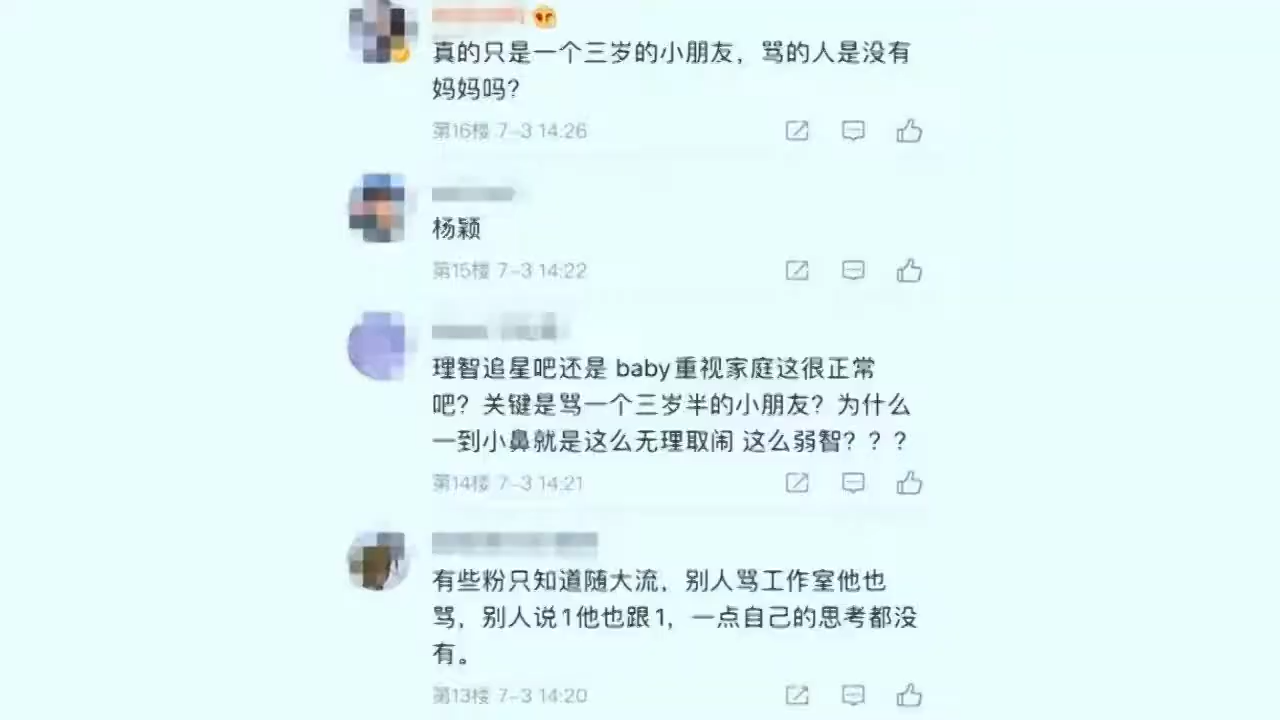 真的只是一个三岁的小朋友，骂的人是没有
妈妈吗？
第16楼 7-3 14:26
杨颖
第15楼 7-3 14:22
理智追星吧还是 baby重视家庭这很正常
吧？关键是骂一个三岁半的小朋友？为什么
一到小鼻就是这么无理取闹 这么弱智？？？
第14楼 7-3 14:21
有些粉只知道随大流，别人骂工作室他也
骂，别人说1他也跟1，一点自己的思考都没
有。
第13楼 7-3 14:20